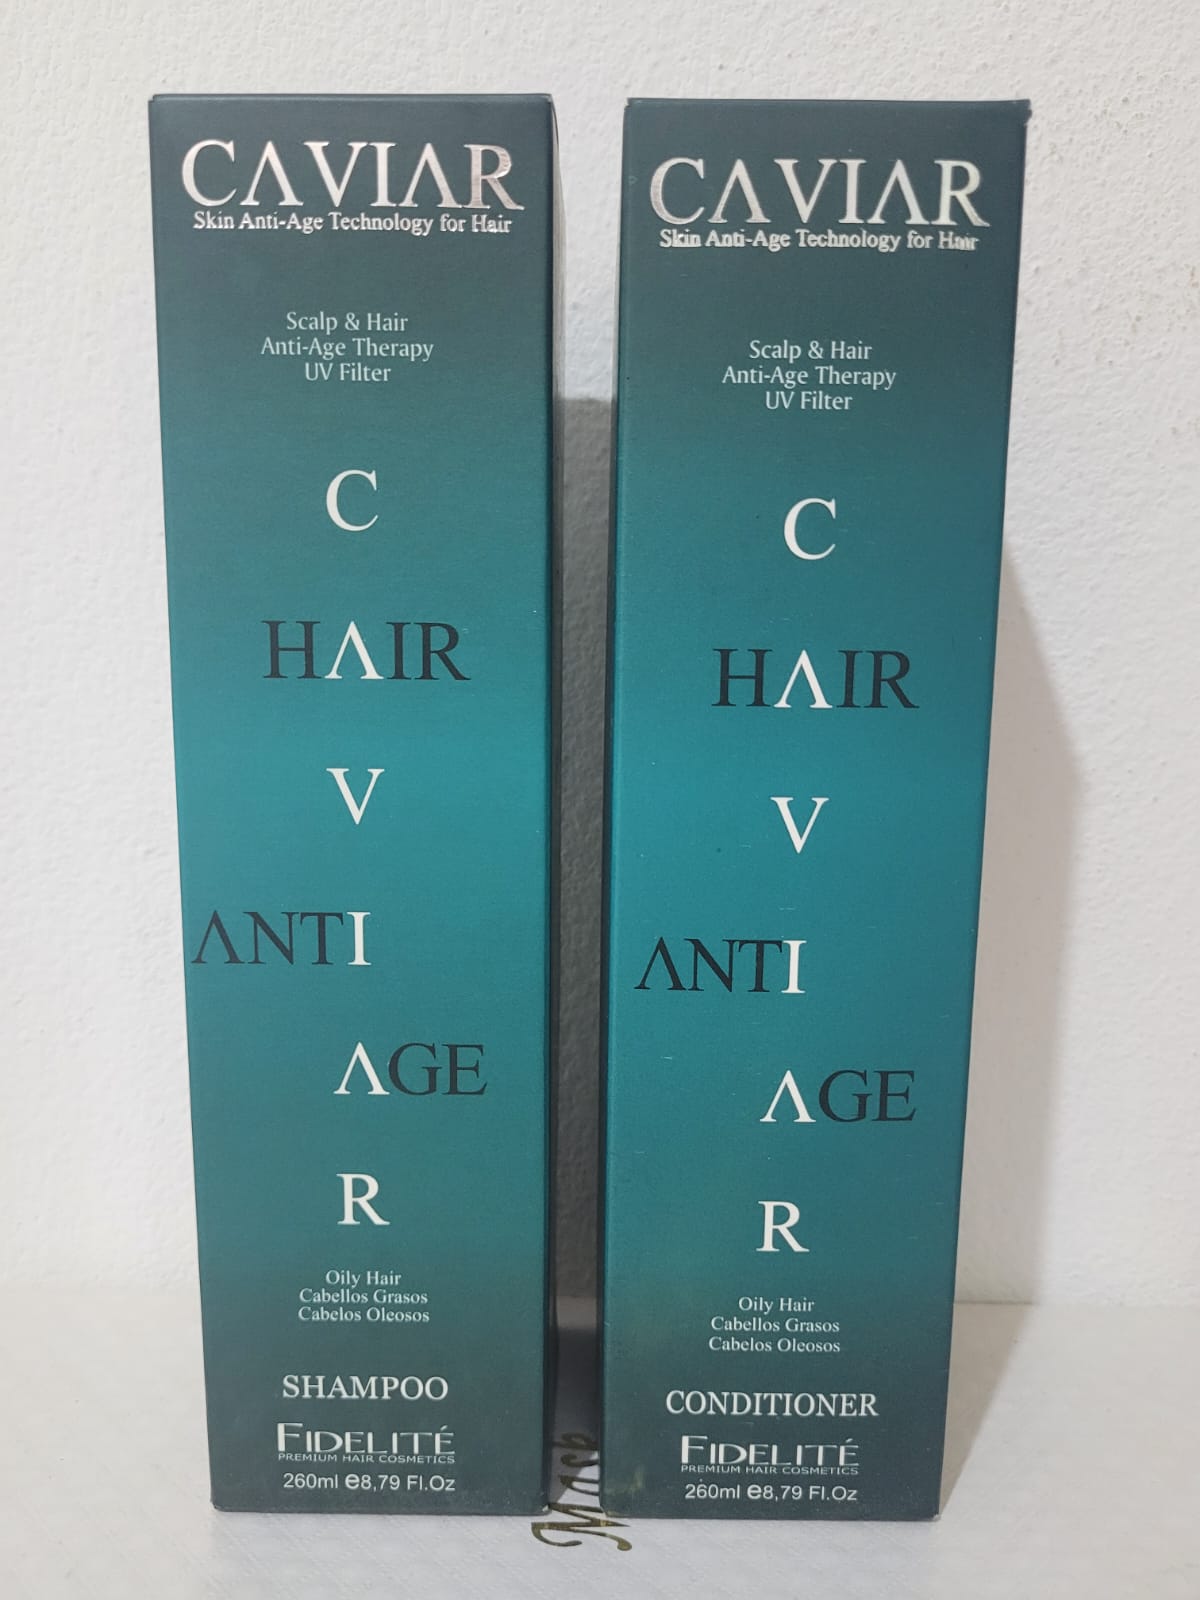 CAVIAR
Skin Anti-Age Technology for Hair
Scalp & Hair
Anti-Age Therapy
UV Filter
C
HAIR
V
ANTI
AGE
R
Oily Hair
Cabellos Grasos
Cabelos Oleosos
SHAMPOO
FIDELITÉ
PREMIUM HAIR COSMETICS
260ml e8,79 Fl.Oz
CAVIAR
Skin Anti-Age Technology for Hair
Scalp & Hair
Anti-Age Therapy
UV Filter
C
HAIR
V
ANTI
AGE
R
Oily Hair
Cabellos Grasos
Cabelos Oleosos
CONDITIONER
FIDELITÉ
PREMIUM HAIR COSMETICS
260ml e8,79 Fl.Oz